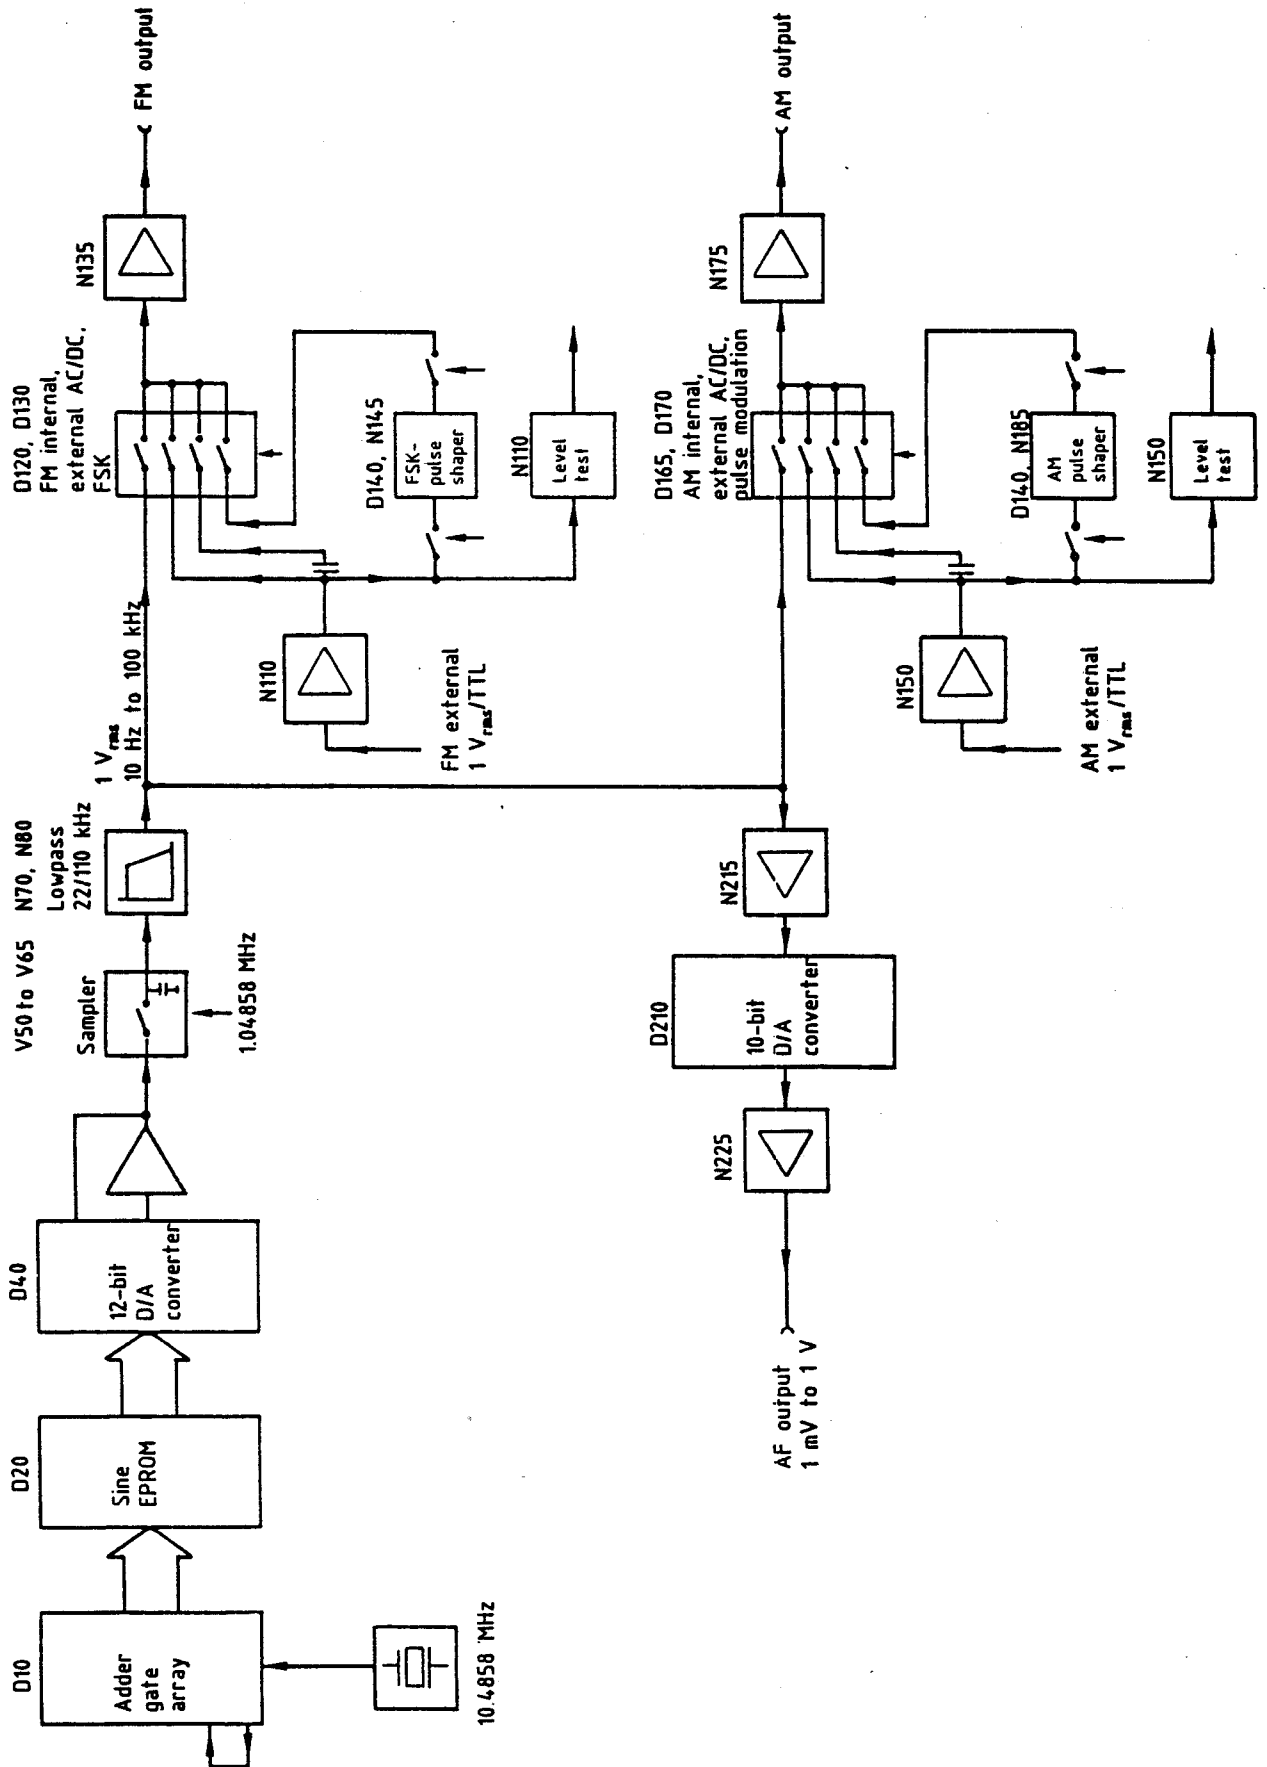 D10
Adder
gate
array
10.4858 MHz
D20
Sine
EPROM
D40
12-bit
D/A
converter
V50 to V65
Sampler
1.04858 MHz
N70, N80
Lowpass
22/110 kHz
1 Vrms
10 Hz to 100 kHz
D120, D130
FM internal,
external AC/DC,
FSK
N135
FM output
N110
FM external
1 Vrms/TTL
D140, N145
FSK-
pulse
shaper
N110
Level
test
AF output
1 mV to 1 V
N225
D210
10-bit
D/A
converter
N215
D165, D170
AM internal,
external AC/DC,
pulse modulation
N175
AM output
N150
AM external
1 Vrms/TTL
D140, N185
AM
pulse
shaper
N150
Level
test